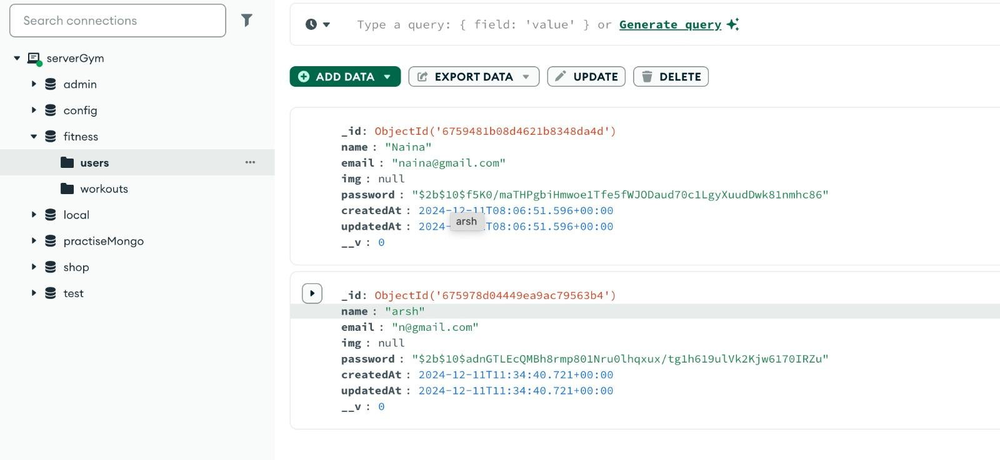 Search connections
serverGym
admin
config
fitness
users
workouts
local
practiseMongo
shop
test
Type a query: { field: 'value' } or Generate query
ADD DATA
EXPORT DATA
UPDATE
DELETE
_id: ObjectId('6759481b08d4621b8348da4d')
name : "Naina"
email : "naina@gmail.com"
img : null
password : "$2b$10$f5K0/maTHPgbiHmwoe1Tfe5fWJODaud70c1LgyXuudDwk81nmhc86"
createdAt : 2024-12-11T08:06:51.596+00:00
arsh
updatedAt : 2024-12-11T08:06:51.596+00:00
__v : 0
_id: ObjectId('675978d04449ea9ac79563b4')
name : "arsh"
email : "n@gmail.com"
img : null
password : "$2b$10$adnGTLEcQMBh8rmp801Nru0lhqxux/tg1h619ulVk2Kjw6170IRZu"
createdAt : 2024-12-11T11:34:40.721+00:00
updatedAt : 2024-12-11T11:34:40.721+00:00
__v : 0